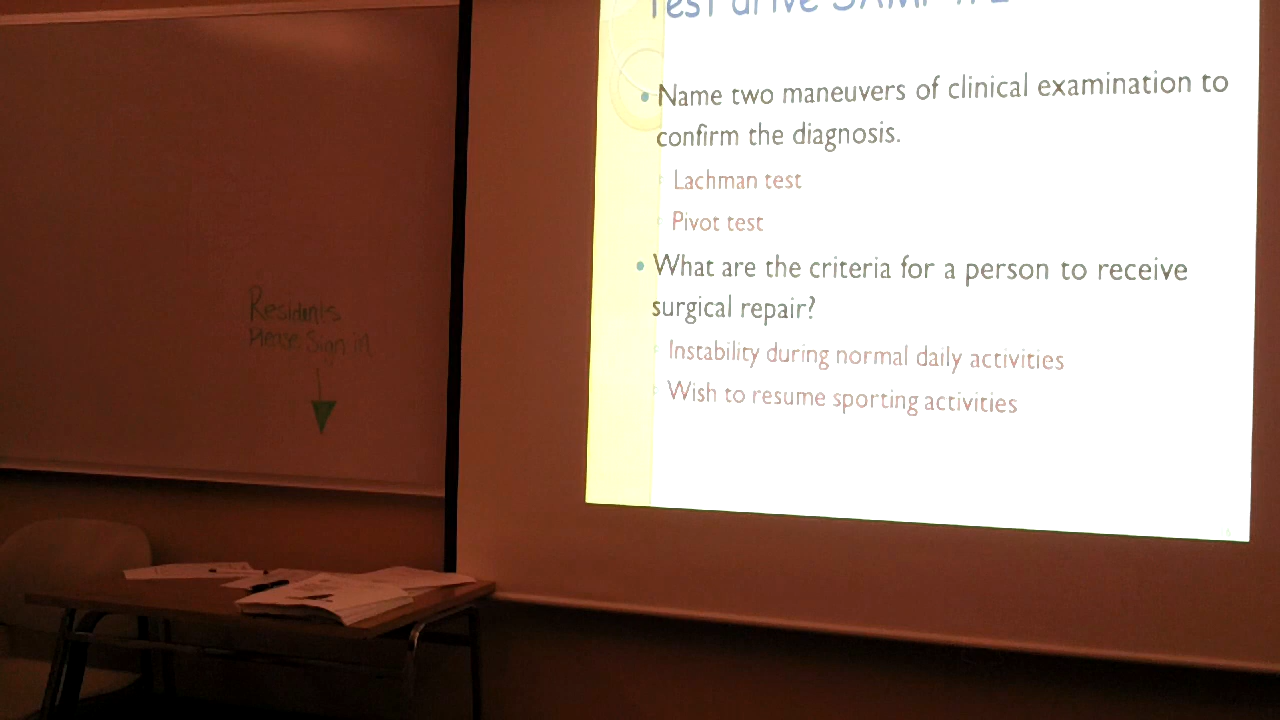 Test drive SAMP
• Name two maneuvers of clinical examination to
confirm the diagnosis.
Lachman test
Pivot test
• What are the criteria for a person to receive
surgical repair?
Instability during normal daily activities
Wish to resume sporting activities
Residents
Please Sign in